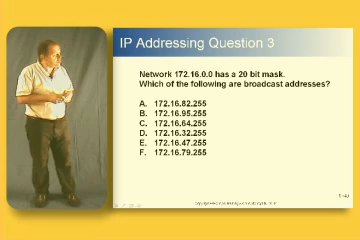 IP Addressing Question 3
Network 172.16.0.0 has a 20 bit mask.
Which of the following are broadcast addresses?
A. 172.16.82.255
B. 172.16.95.255
C. 172.16.64.255
D. 172.16.32.255
E. 172.16.47.255
F. 172.16.79.255